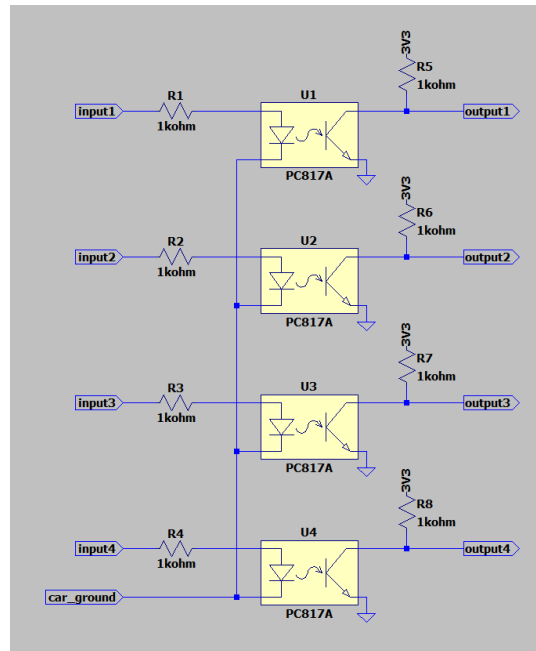 3V3
R5
1kohm
U1
R1
input1
1kohm
output1
PC817A
3V3
R6
1kohm
U2
R2
input2
1kohm
output2
PC817A
3V3
R7
1kohm
U3
R3
input3
1kohm
output3
PC817A
3V3
R8
1kohm
U4
R4
input4
1kohm
output4
car_ground
PC817A